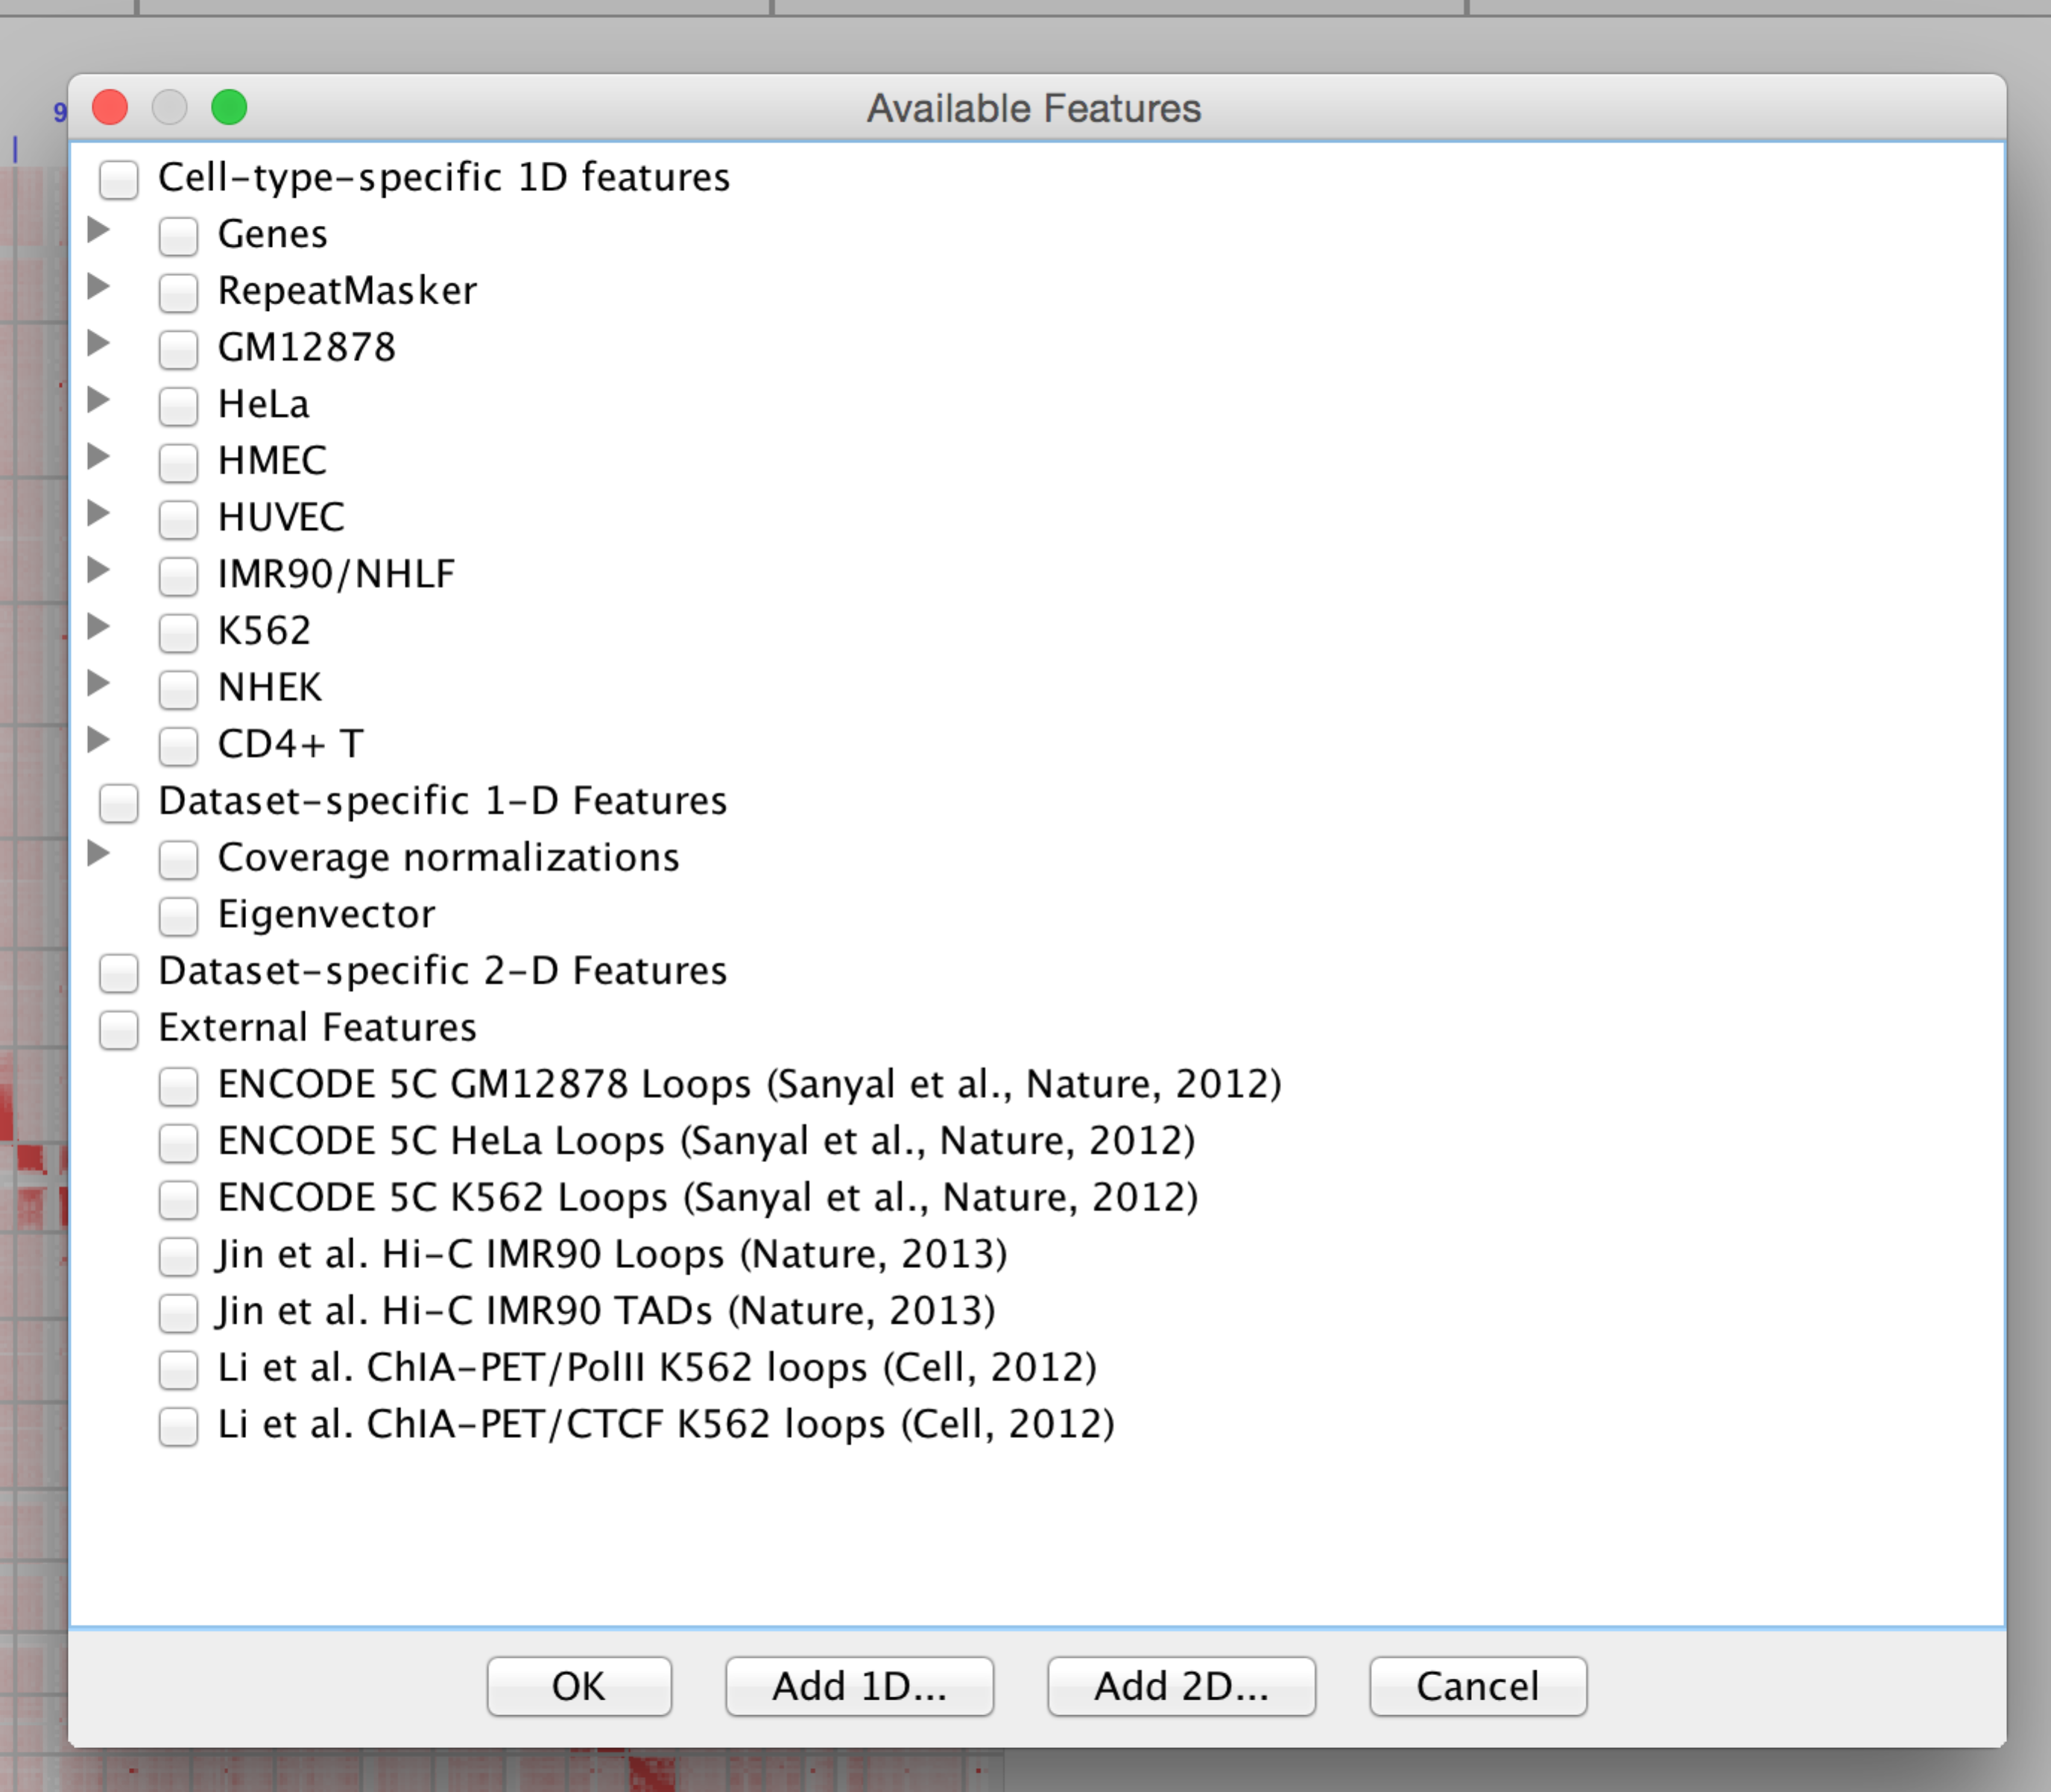 9
Available Features
Cell-type-specific 1D features
Genes
RepeatMasker
GM12878
HeLa
HMEC
HUVEC
IMR90/NHLF
K562
NHEK
CD4+ T
Dataset-specific 1-D Features
Coverage normalizations
Eigenvector
Dataset-specific 2-D Features
External Features
ENCODE 5C GM12878 Loops (Sanyal et al., Nature, 2012)
ENCODE 5C HeLa Loops (Sanyal et al., Nature, 2012)
ENCODE 5C K562 Loops (Sanyal et al., Nature, 2012)
Jin et al. Hi-C IMR90 Loops (Nature, 2013)
Jin et al. Hi-C IMR90 TADs (Nature, 2013)
Li et al. ChIA-PET/PolII K562 loops (Cell, 2012)
Li et al. ChIA-PET/CTCF K562 loops (Cell, 2012)
OK Add 1D... Add 2D... Cancel